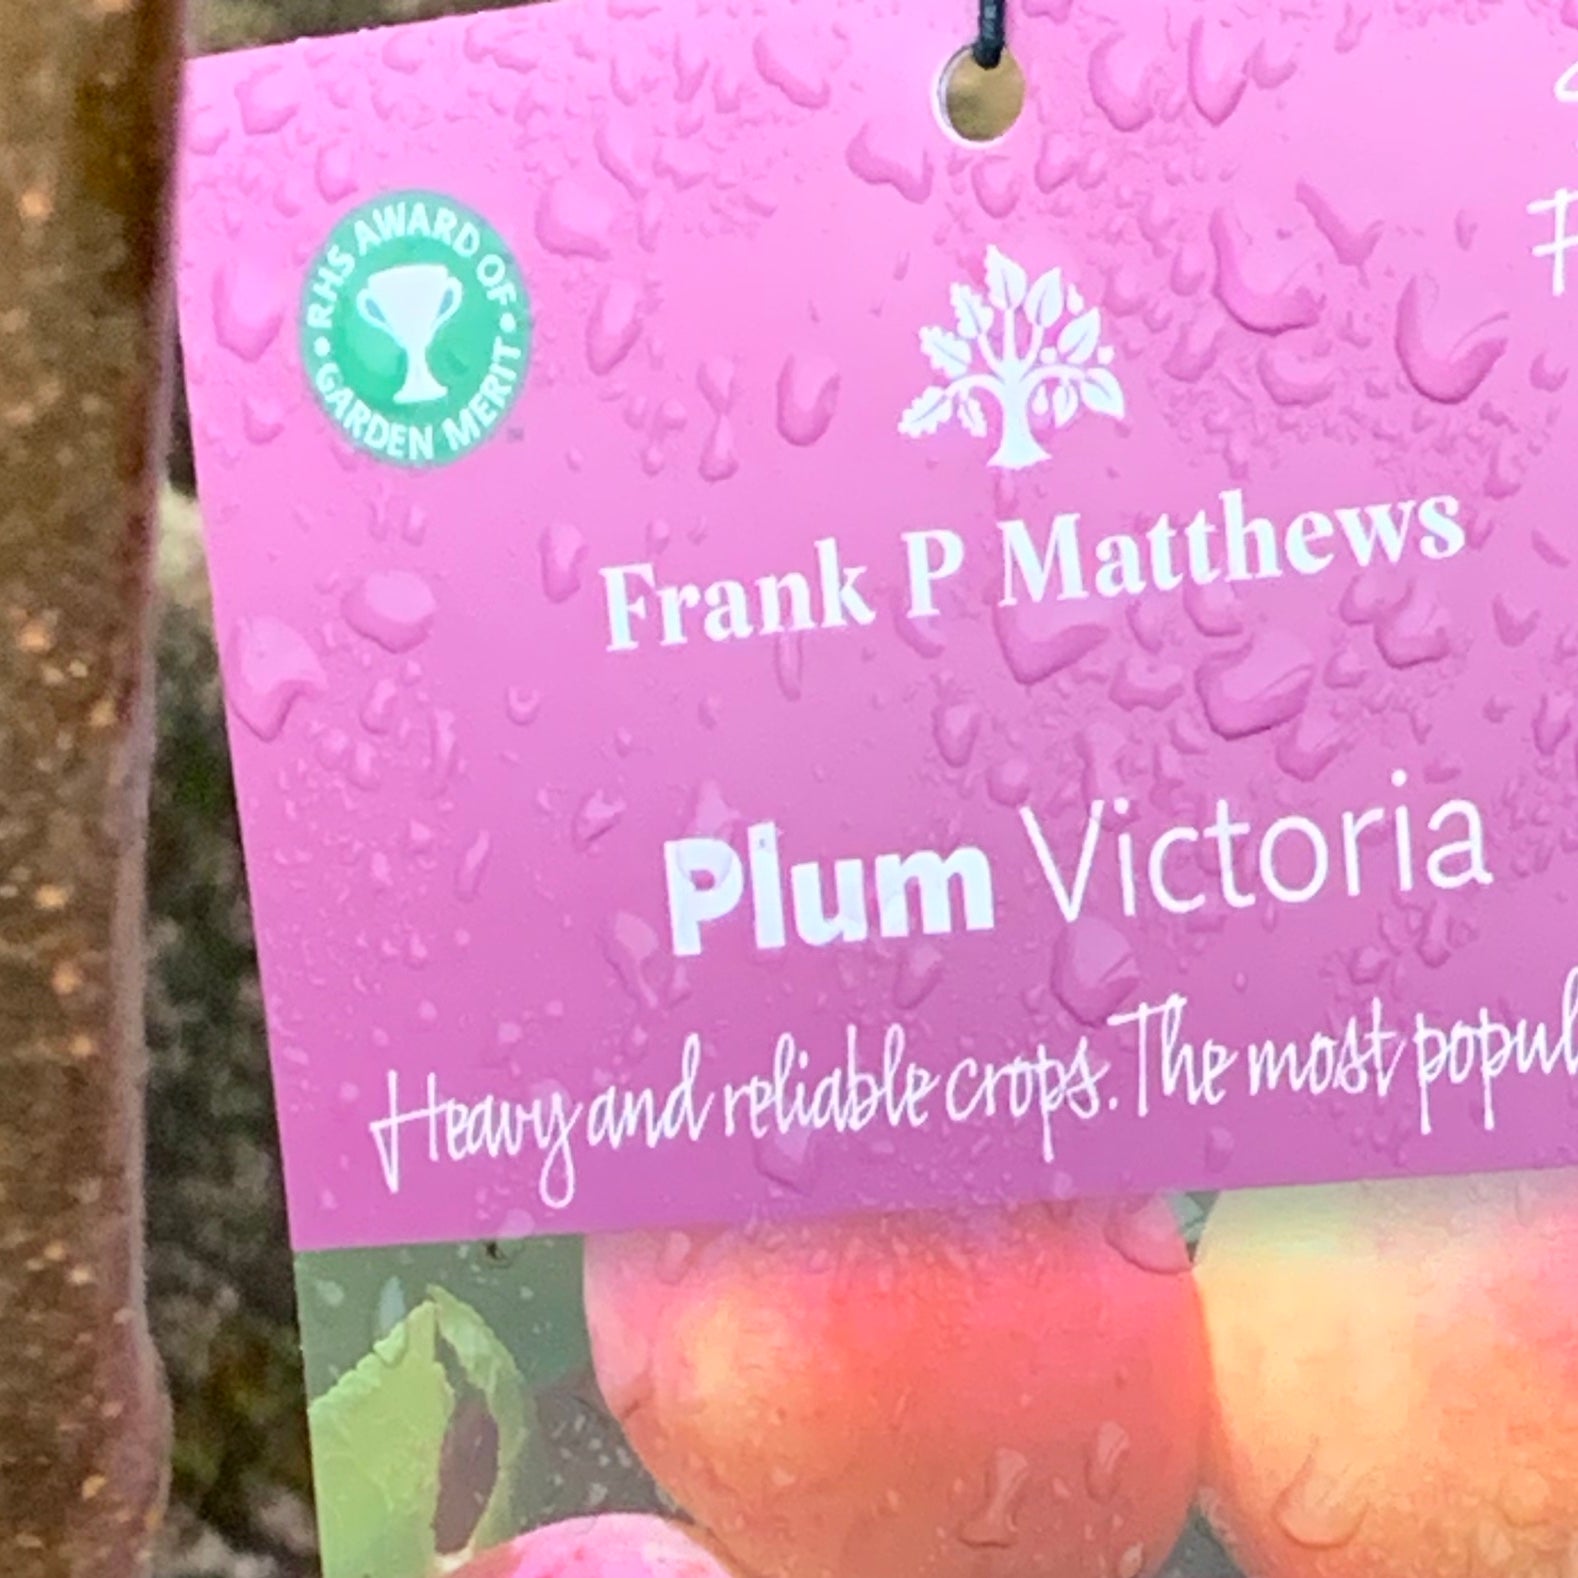 RHS AWARD OF
GARDEN MERIT
Frank P Matthews
Plum Victoria
Heavy and reliable crops. The most popul